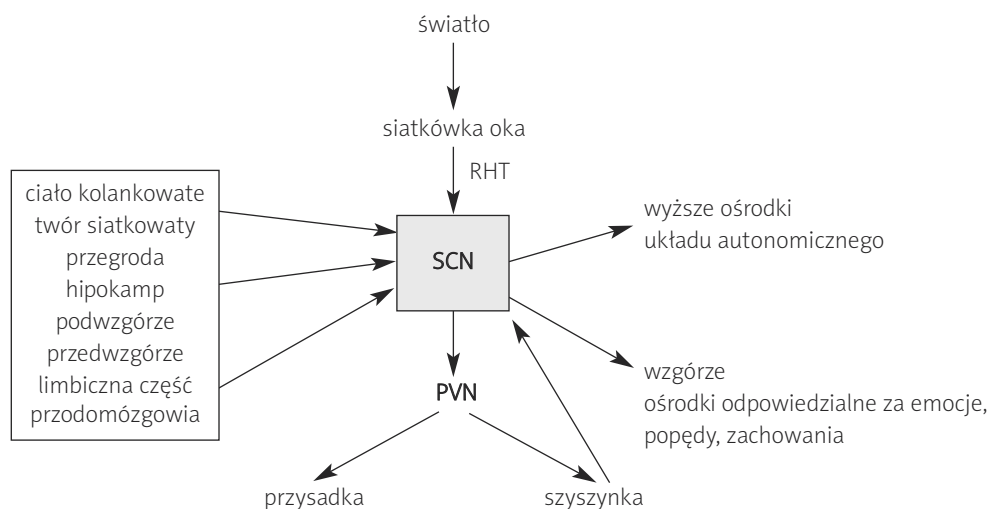 światło
siatkówka oka
RHT
ciało kolankowate
twór siatkowaty
przegroda
hipokamp
podwzgórze
przedwzgórze
limbiczna część
przodomózgowia
SCN
wyższe ośrodki
układu autonomicznego
PVN
wzgórze
ośrodki odpowiedzialne za emocje,
popędy, zachowania
przysadka
szyszynka